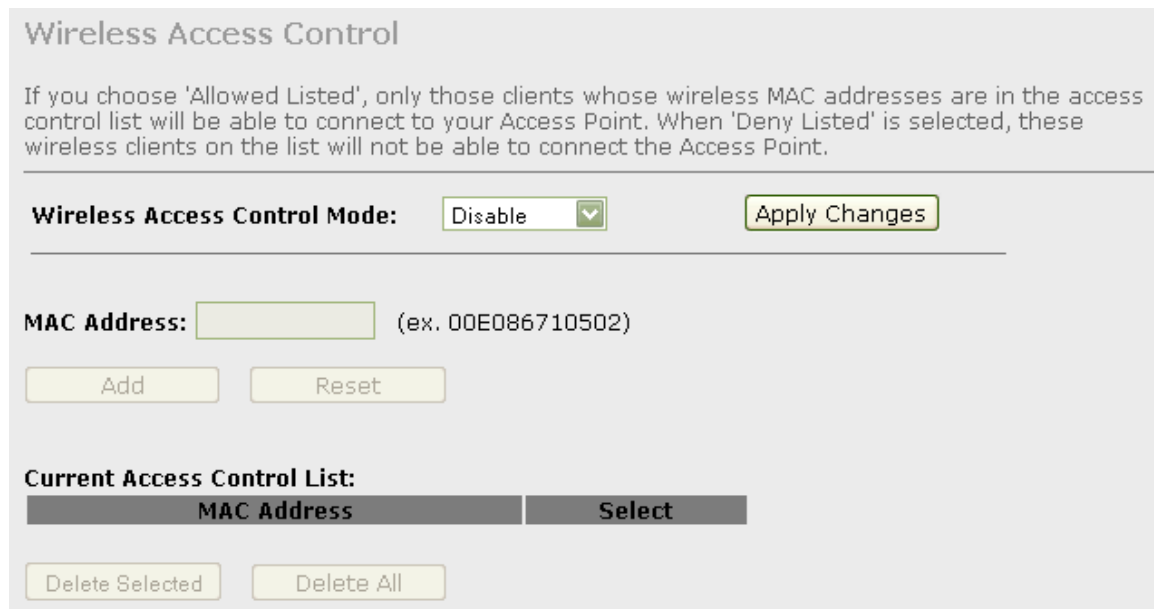 Wireless Access Control
If you choose 'Allowed Listed', only those clients whose wireless MAC addresses are in the access
control list will be able to connect to your Access Point. When 'Deny Listed' is selected, these
wireless clients on the list will not be able to connect the Access Point.
Wireless Access Control Mode: Disable Apply Changes
MAC Address: (ex. 00E086710502)
Add Reset
Current Access Control List:
MAC Address Select
Delete Selected Delete All